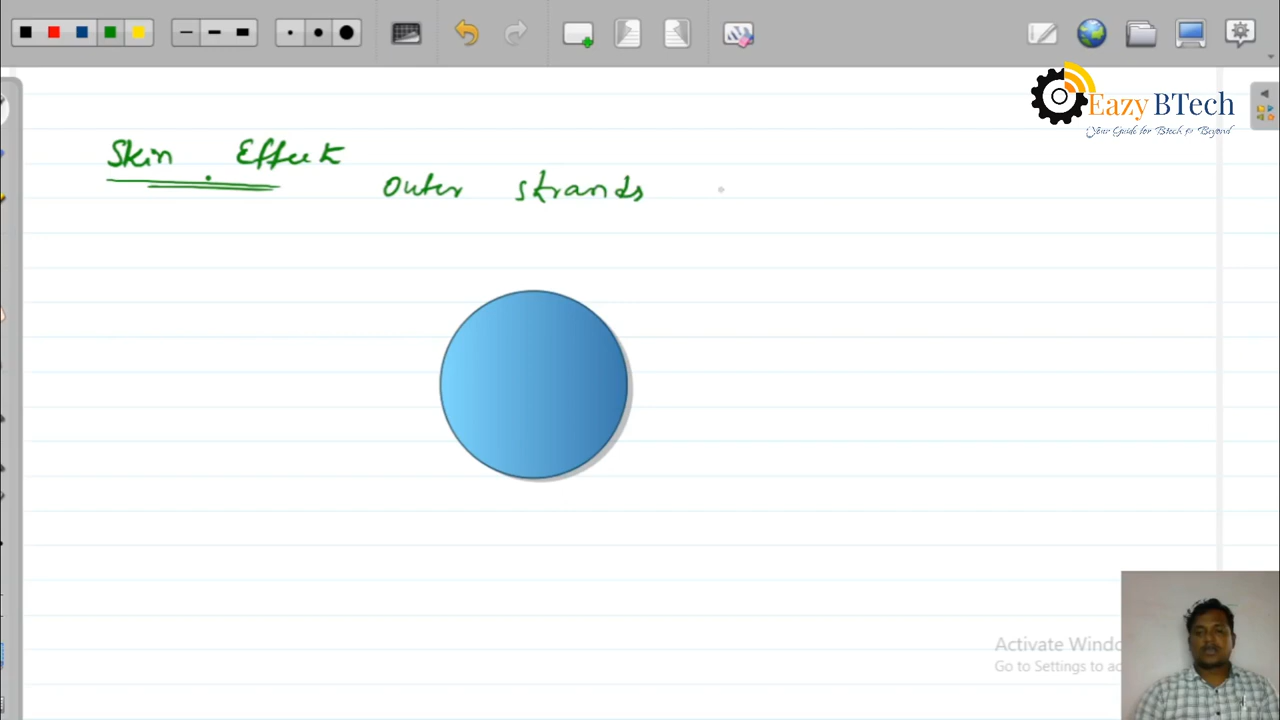 Eazy BTech
Your Guide for Btech & Beyond
Skin Effect
outer strands
Activate Windo
Go to Settings to ac